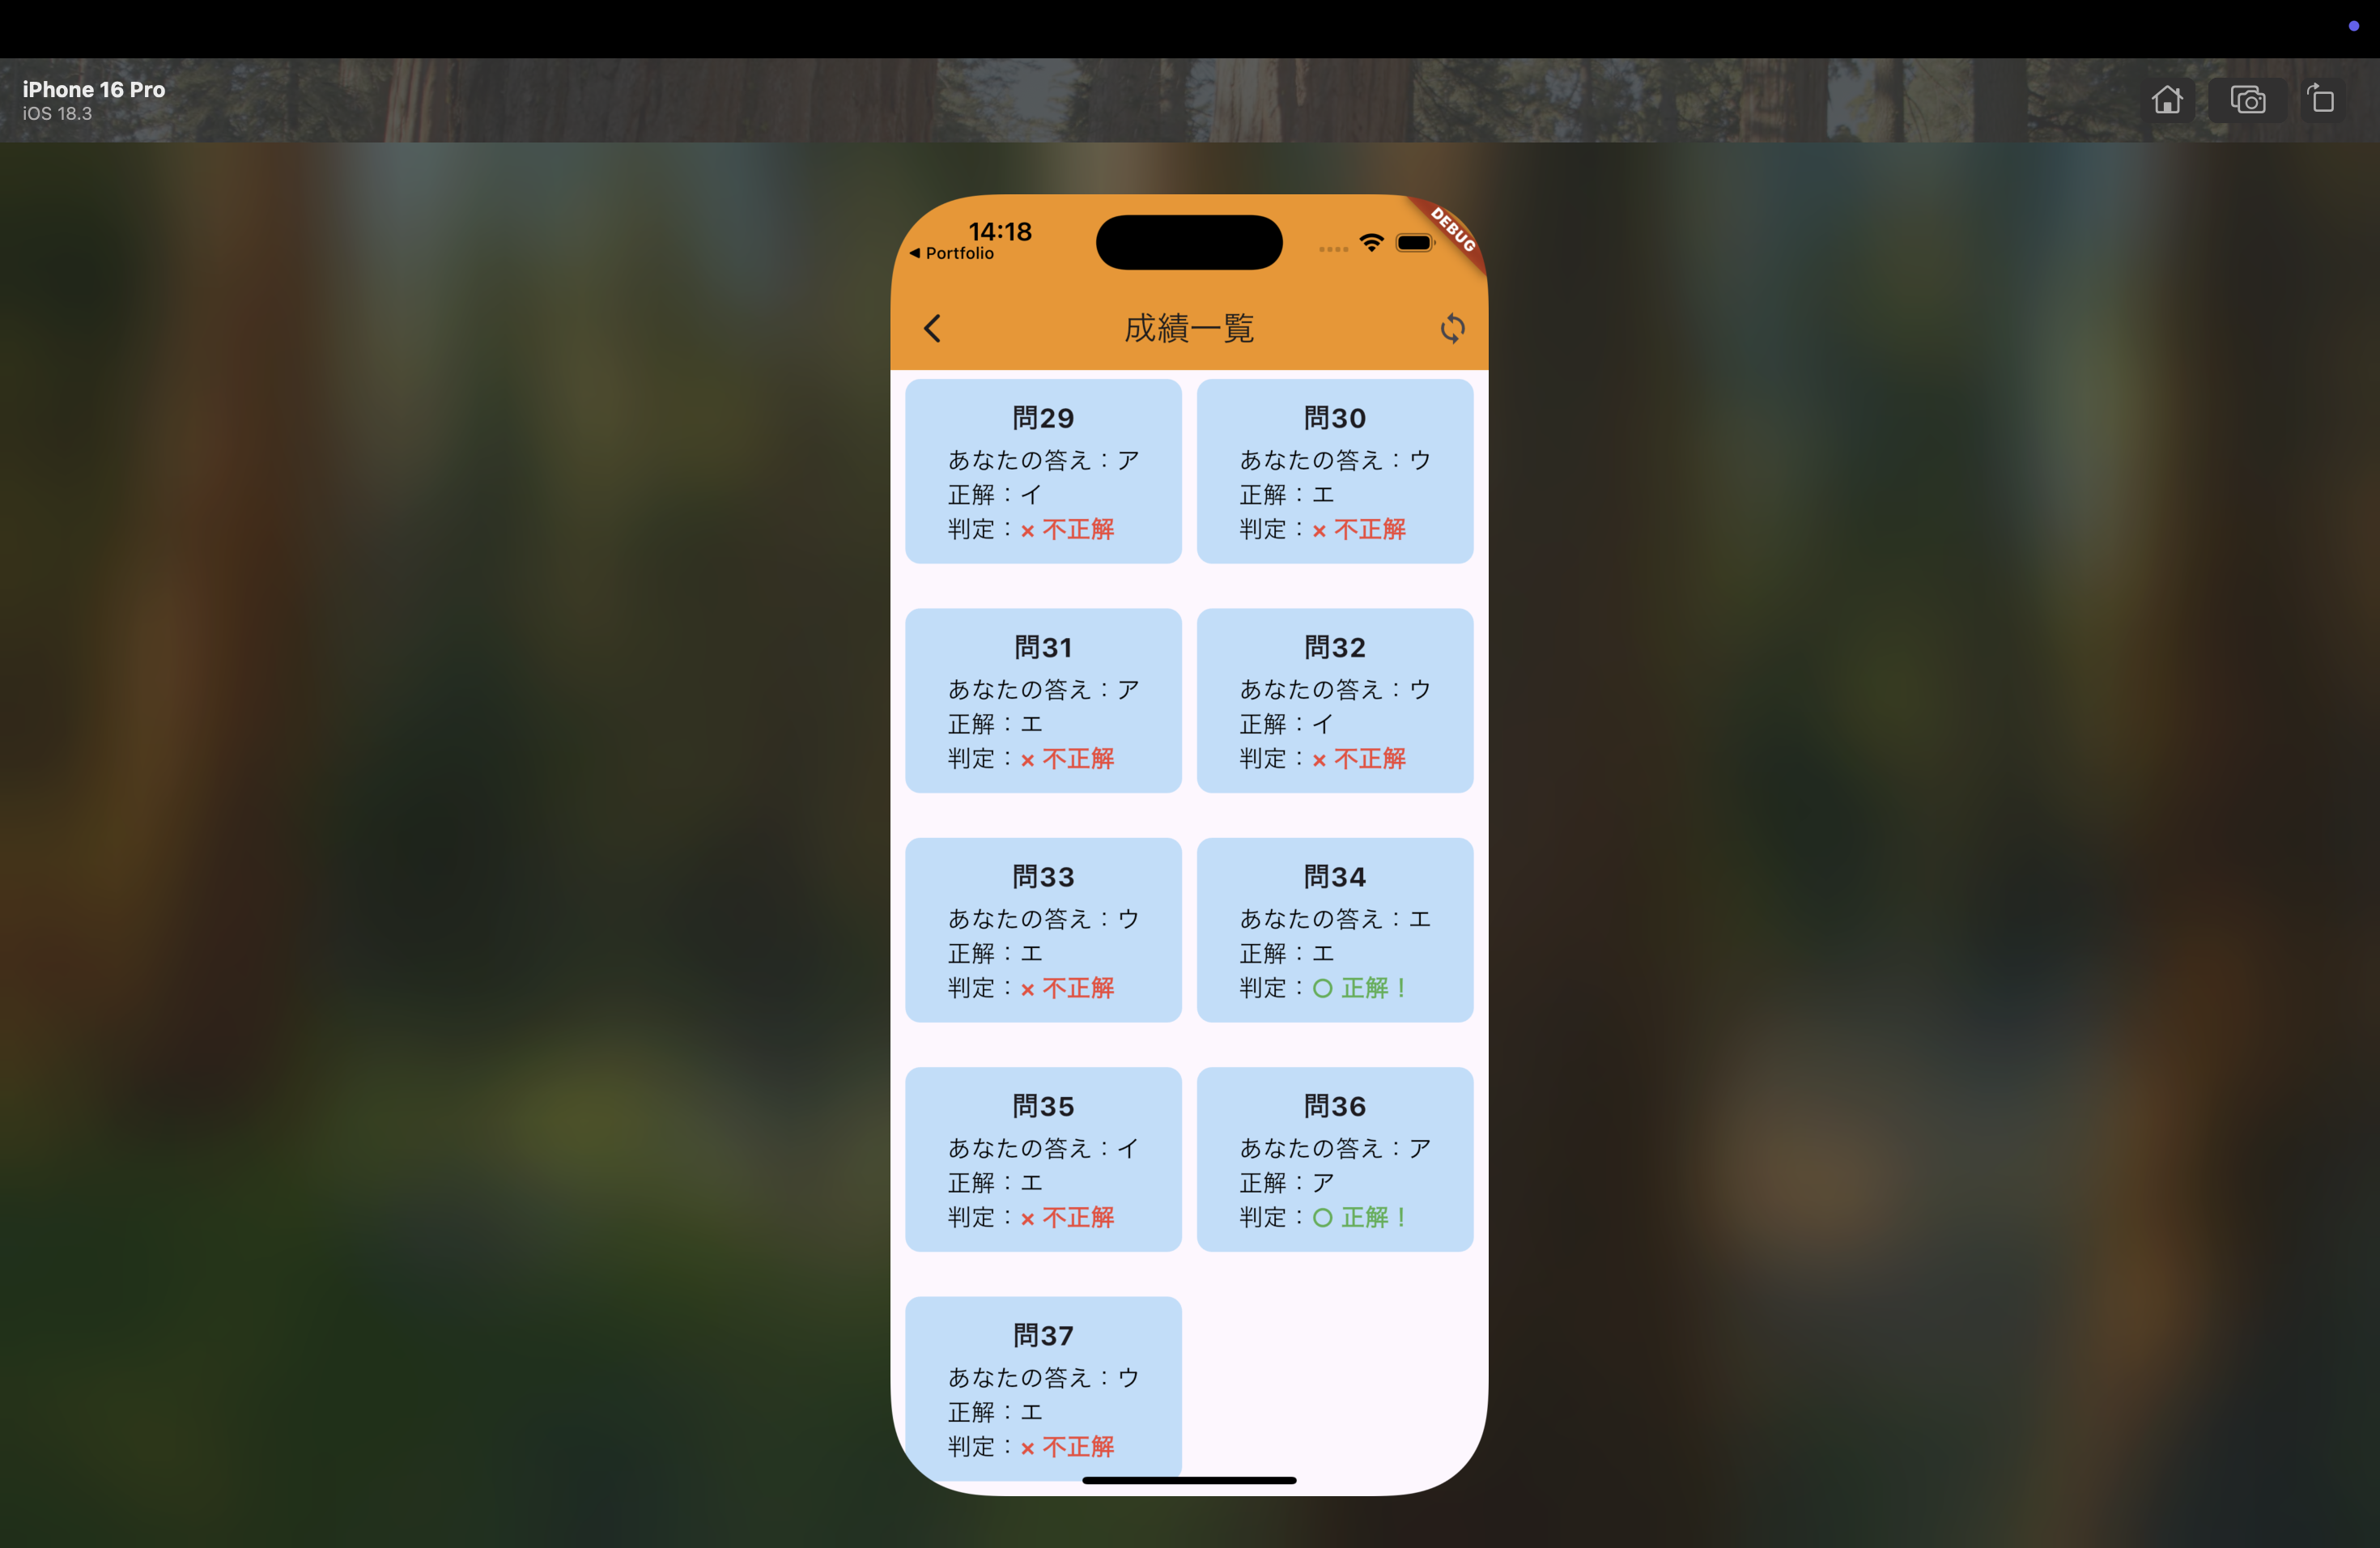 iPhone 16 Pro
iOS 18.3
14:18
◀ Portfolio
DEBUG
成績一覧
問29
あなたの答え：ア
正解：イ
判定：× 不正解
問30
あなたの答え：ウ
正解：エ
判定：× 不正解
問31
あなたの答え：ア
正解：エ
判定：× 不正解
問32
あなたの答え：ウ
正解：イ
判定：× 不正解
問33
あなたの答え：ウ
正解：エ
判定：× 不正解
問34
あなたの答え：エ
正解：エ
判定：○ 正解！
問35
あなたの答え：イ
正解：エ
判定：× 不正解
問36
あなたの答え：ア
正解：ア
判定：○ 正解！
問37
あなたの答え：ウ
正解：エ
判定：× 不正解